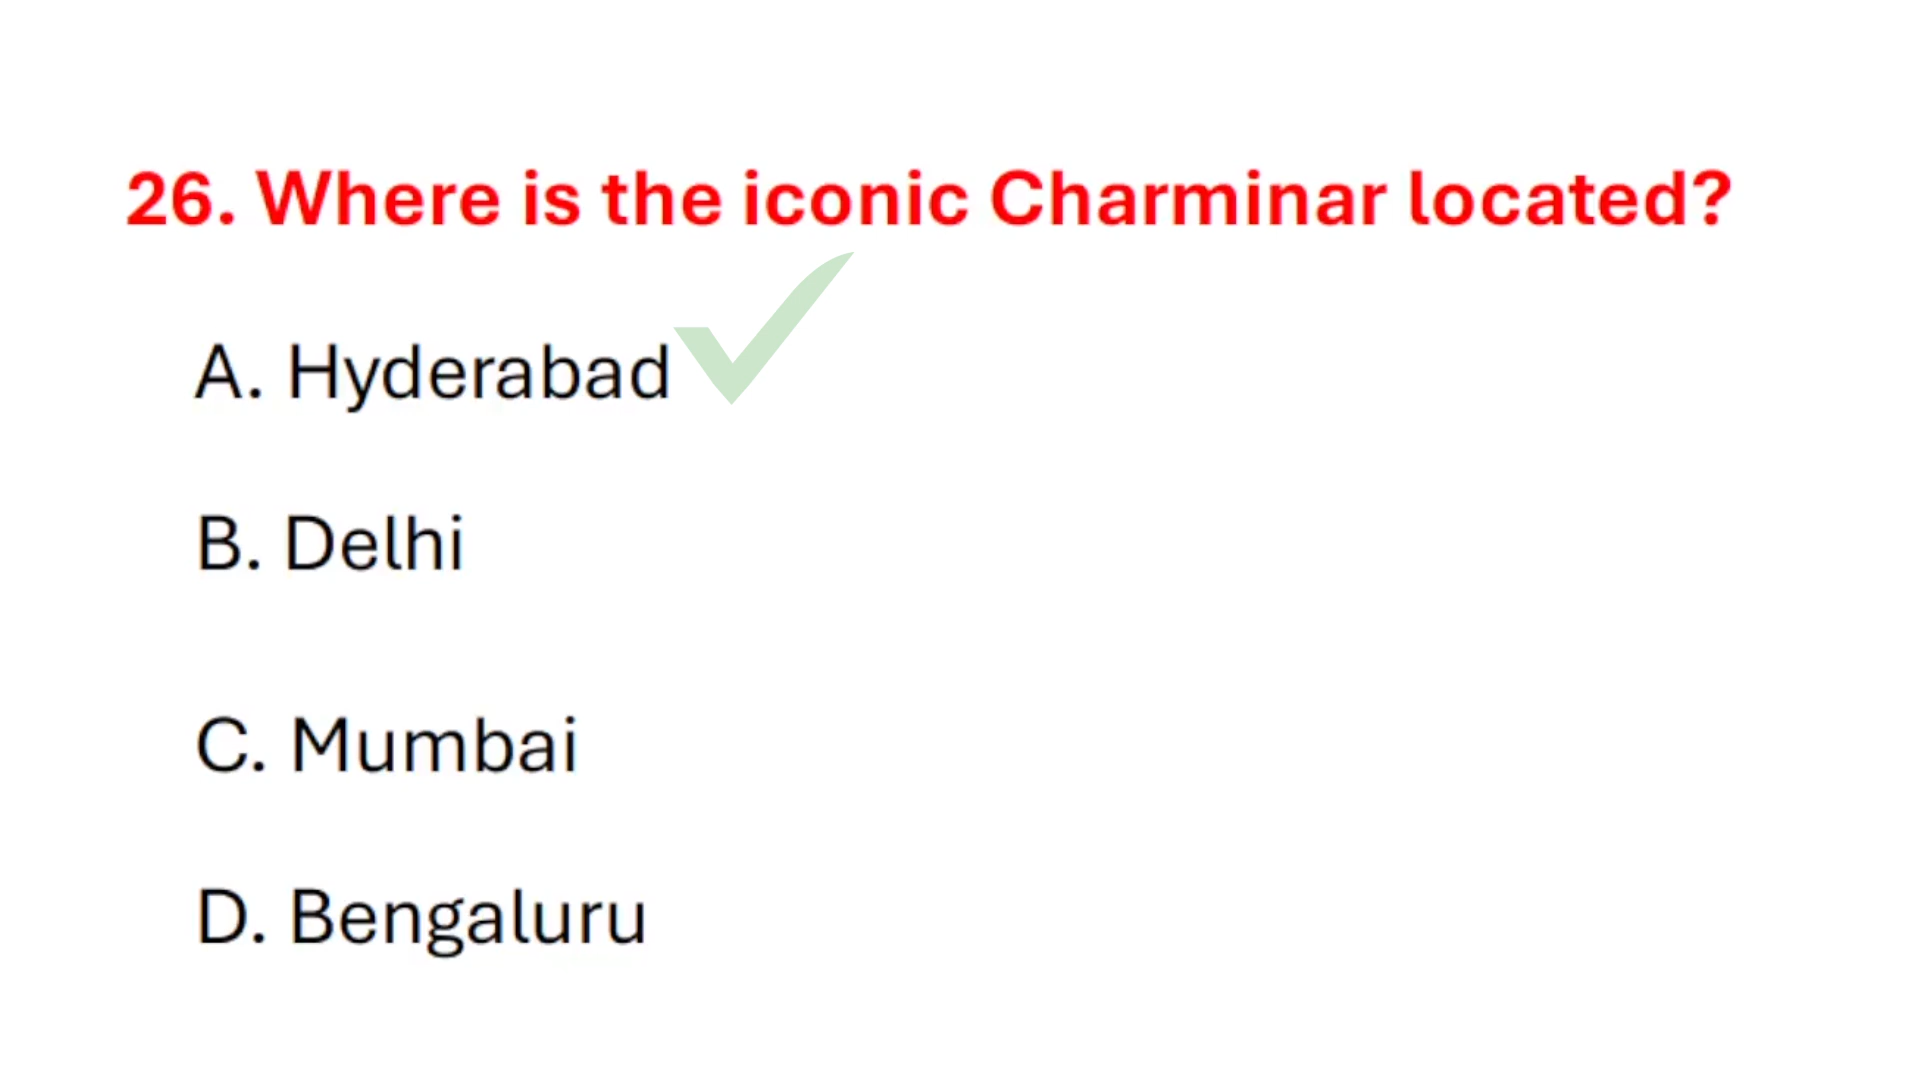 26. Where is the iconic Charminar located?
A. Hyderabad
B. Delhi
C. Mumbai
D. Bengaluru